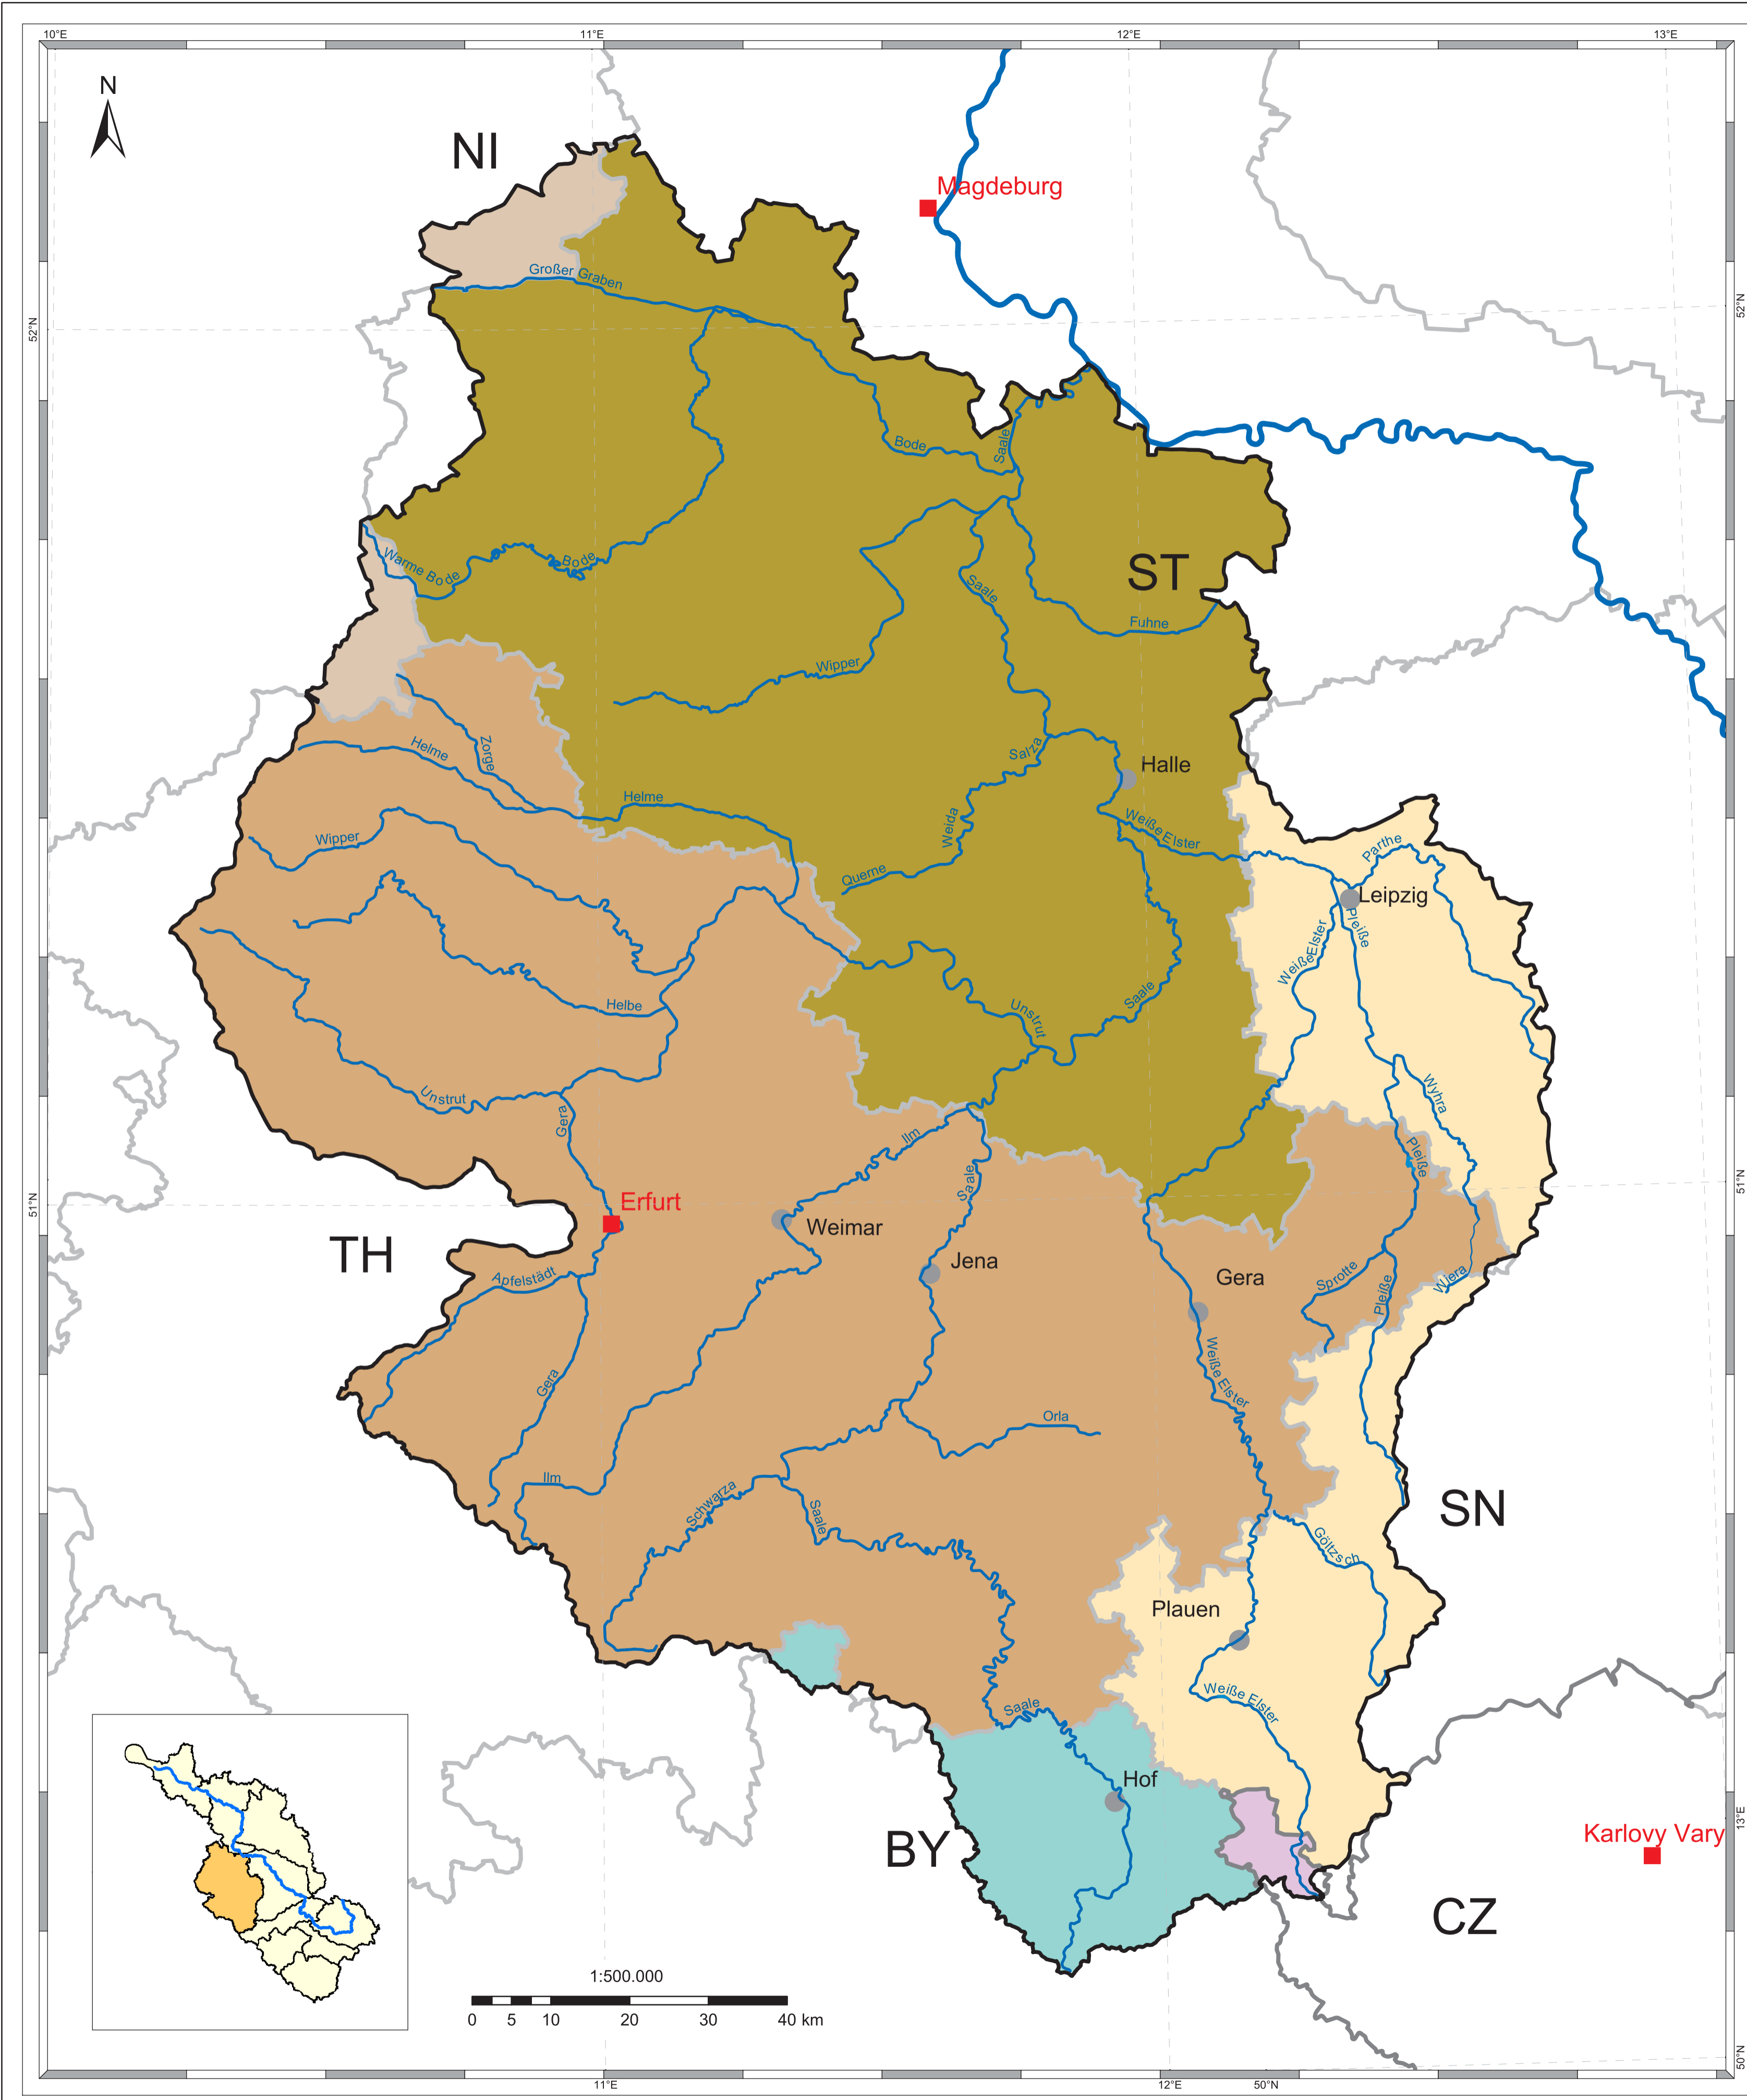 10°E
11°E
12°E
13°E
N
NI
Magdeburg
Großer Graben
52°N
52°N
Bode
Saale
Warme Bode
Bode
ST
Saale
Fuhne
Wipper
Helme
Zorge
Salza
Halle
Helme
Wipper
Weida
Weiße Elster
Parthe
Querne
Leipzig
Pleiße
Weiße Elster
Helbe
Saale
Unstrut
Unstrut
Wyhra
Gera
Ilm
Pleiße
Saale
51°N
51°N
Erfurt
Weimar
TH
Jena
Apfelstädt
Gera
Sprotte
Wiera
Pleiße
Weiße Elster
Gera
Orla
Ilm
Schwarza
Saale
SN
Göltzsch
Plauen
Weiße Elster
Saale
Hof
BY
Karlovy Vary
13°E
CZ
1:500.000
0 5 10 20 30 40 km
50°N
11°E
12°E
50°N